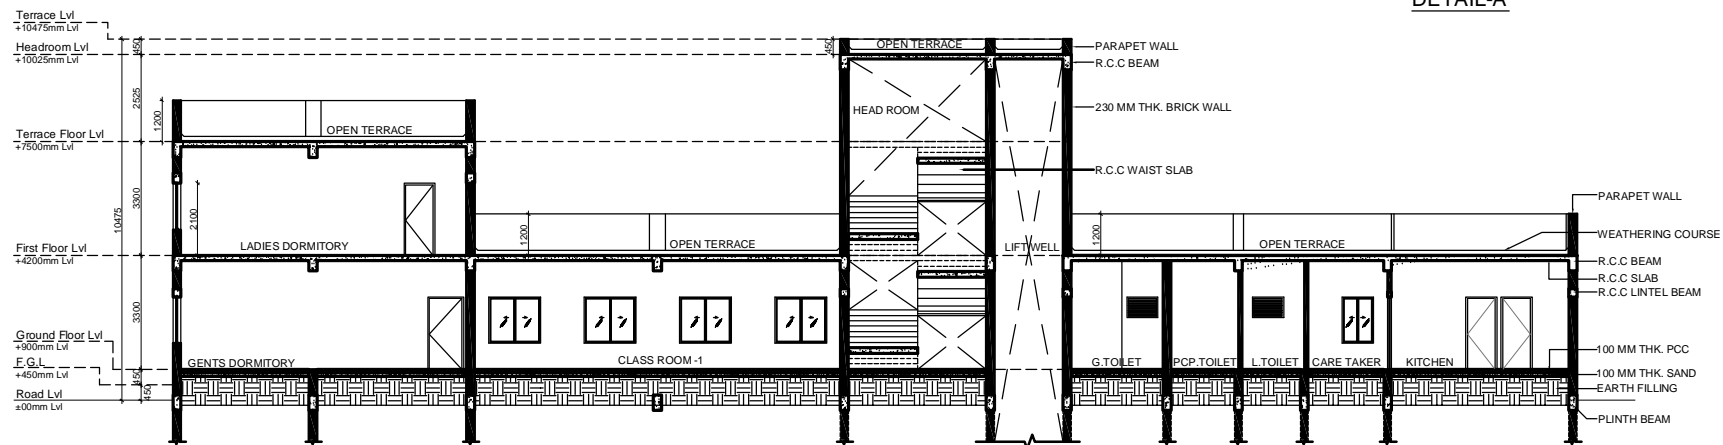 DETAIL-A
Terrace Lvl
+10475mm Lvl
Headroom Lvl
+10025mm Lvl
Terrace Floor Lvl
+7500mm Lvl
First Floor Lvl
+4200mm Lvl
Ground Floor Lvl
+900mm Lvl
F.G.L
+450mm Lvl
Road Lvl
±00mm Lvl
10475
450
2525
3300
3300
450
450
1200
2100
OPEN TERRACE
LADIES DORMITORY
GENTS DORMITORY
1200
OPEN TERRACE
CLASS ROOM -1
450
OPEN TERRACE
HEAD ROOM
LIFT WELL
PARAPET WALL
R.C.C BEAM
230 MM THK. BRICK WALL
R.C.C WAIST SLAB
1200
OPEN TERRACE
G.TOILET
PCP.TOILET
L.TOILET
CARE TAKER
KITCHEN
PARAPET WALL
WEATHERING COURSE
R.C.C BEAM
R.C.C SLAB
R.C.C LINTEL BEAM
100 MM THK. PCC
100 MM THK. SAND
EARTH FILLING
PLINTH BEAM